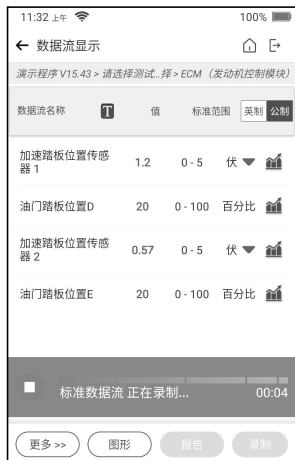 11:32 上午 100%
数据流显示
演示程序 V15.43 > 请选择测试...择 > ECM（发动机控制模块）
数据流名称 T 值 标准范围 英制 公制
加速踏板位置传感
器 1
1.2 0 - 5 伏
油门踏板位置D 20 0 - 100 百分比
加速踏板位置传感
器 2
0.57 0 - 5 伏
油门踏板位置E 20 0 - 100 百分比
标准数据流 正在录制... 00:04
更多 >> 图形 报告 录制